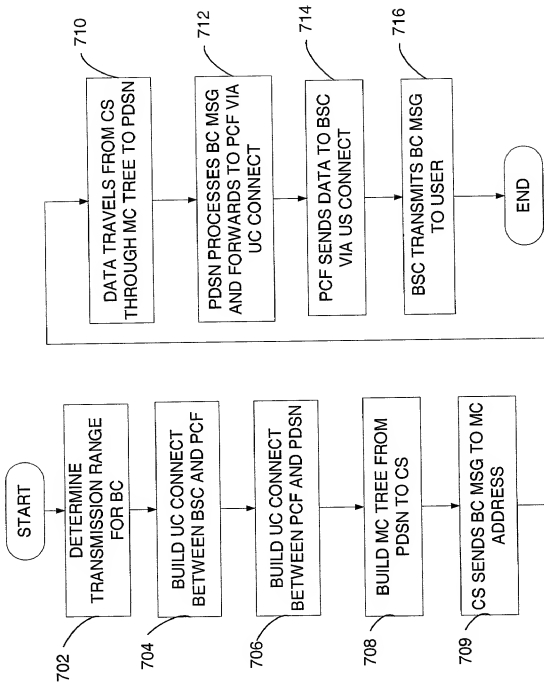 START
702
DETERMINE
TRANSMISSION RANGE
FOR BC
704
BUILD UC CONNECT
BETWEEN BSC AND PCF
706
BUILD UC CONNECT
BETWEEN PCF AND PDSN
708
BUILD MC TREE FROM
PDSN TO CS
709
CS SENDS BC MSG TO MC
ADDRESS
710
DATA TRAVELS FROM CS
THROUGH MC TREE TO PDSN
712
PDSN PROCESSES BC MSG
AND FORWARDS TO PCF VIA
UC CONNECT
714
PCF SENDS DATA TO BSC
VIA US CONNECT
716
BSC TRANSMITS BC MSG
TO USER
END